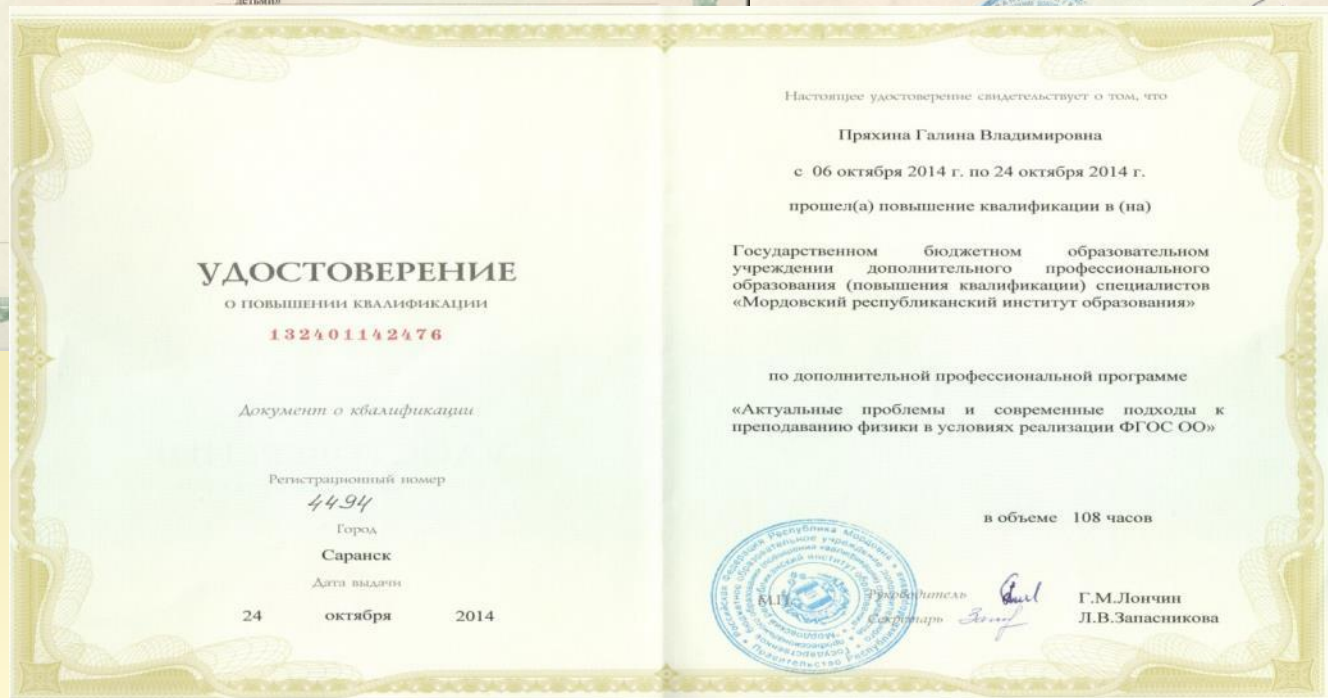 детьми»
УДОСТОВЕРЕНИЕ
О ПОВЫШЕНИИ КВАЛИФИКАЦИИ
132401142476
Документ о квалификации
Регистрационный номер
4494
Город
Саранск
Дата выдачи
24 октября 2014
Настоящее удостоверение свидетельствует о том, что
Пряхина Галина Владимировна
с 06 октября 2014 г. по 24 октября 2014 г.
прошел(а) повышение квалификации в (на)
Государственном бюджетном образовательном
учреждении дополнительного профессионального
образования (повышения квалификации) специалистов
«Мордовский республиканский институт образования»
по дополнительной профессиональной программе
«Актуальные проблемы и современные подходы к
преподаванию физики в условиях реализации ФГОС ОО»
в объеме 108 часов
М.П.
Руководитель Г.М.Лончин
Секретарь Л.В.Запасникова